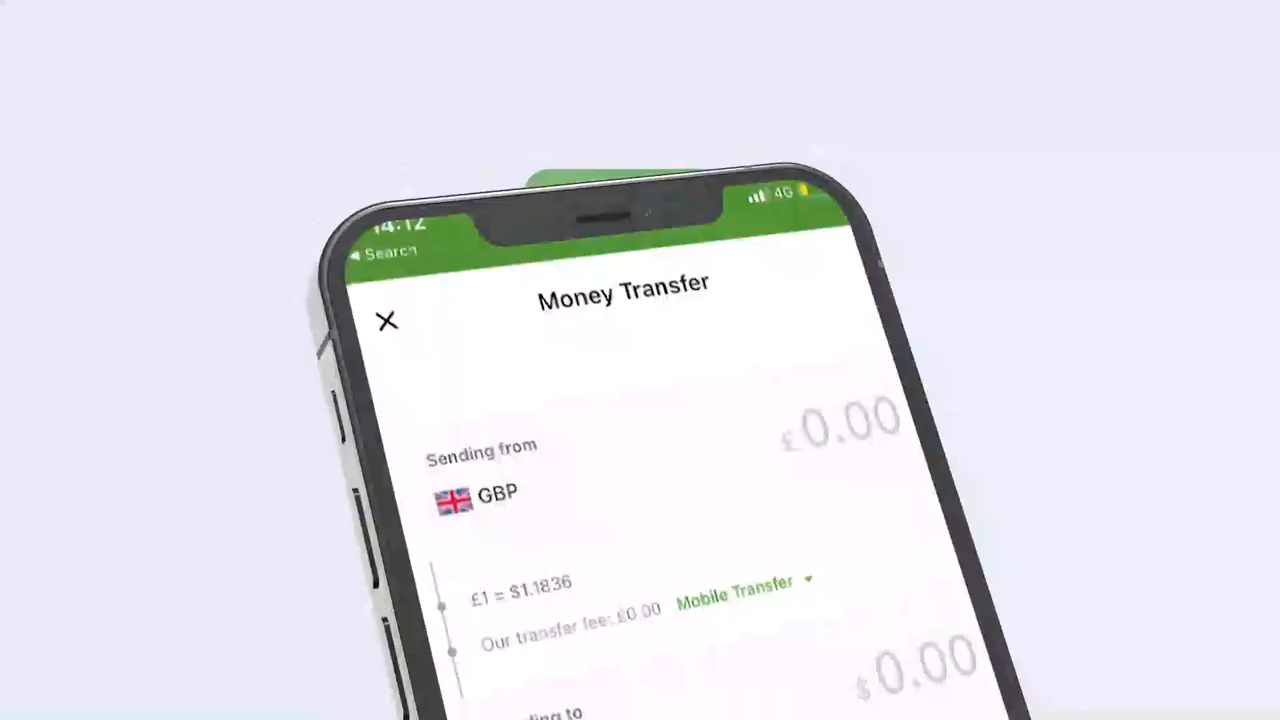 14:12
4G
◀ Search
Money Transfer
£0.00
Sending from
GBP
£1 = $1.1836
Our transfer fee: £0.00 Mobile Transfer
$0.00
to